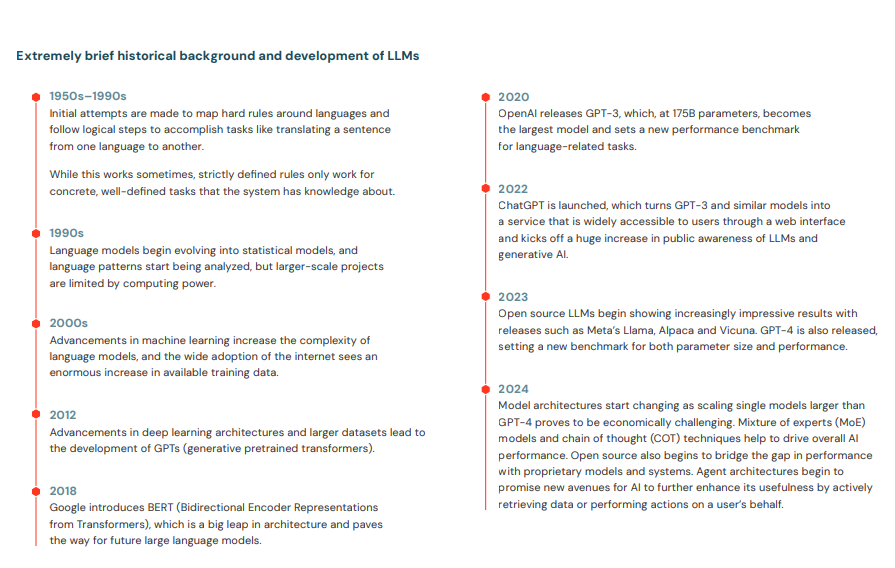 Extremely brief historical background and development of LLMs
1950s–1990s
Initial attempts are made to map hard rules around languages and
follow logical steps to accomplish tasks like translating a sentence
from one language to another.
While this works sometimes, strictly defined rules only work for
concrete, well-defined tasks that the system has knowledge about.
1990s
Language models begin evolving into statistical models, and
language patterns start being analyzed, but larger-scale projects
are limited by computing power.
2000s
Advancements in machine learning increase the complexity of
language models, and the wide adoption of the internet sees an
enormous increase in available training data.
2012
Advancements in deep learning architectures and larger datasets lead to
the development of GPTs (generative pretrained transformers).
2018
Google introduces BERT (Bidirectional Encoder Representations
from Transformers), which is a big leap in architecture and paves
the way for future large language models.
2020
OpenAI releases GPT-3, which, at 175B parameters, becomes
the largest model and sets a new performance benchmark
for language-related tasks.
2022
ChatGPT is launched, which turns GPT-3 and similar models into
a service that is widely accessible to users through a web interface
and kicks off a huge increase in public awareness of LLMs and
generative AI.
2023
Open source LLMs begin showing increasingly impressive results with
releases such as Meta's Llama, Alpaca and Vicuna. GPT-4 is also released,
setting a new benchmark for both parameter size and performance.
2024
Model architectures start changing as scaling single models larger than
GPT-4 proves to be economically challenging. Mixture of experts (MoE)
models and chain of thought (COT) techniques help to drive overall AI
performance. Open source also begins to bridge the gap in performance
with proprietary models and systems. Agent architectures begin to
promise new avenues for AI to further enhance its usefulness by actively
retrieving data or performing actions on a user's behalf.